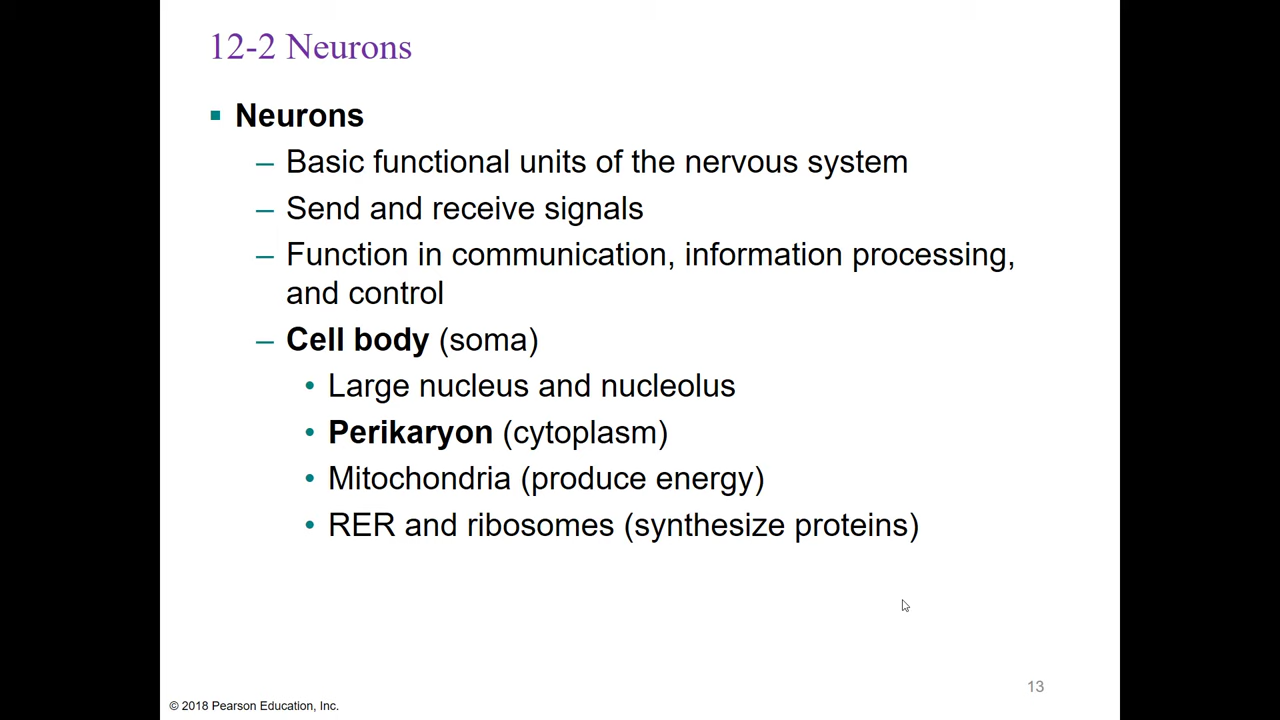 12-2 Neurons
▪ Neurons
– Basic functional units of the nervous system
– Send and receive signals
– Function in communication, information processing,
and control
– Cell body (soma)
• Large nucleus and nucleolus
• Perikaryon (cytoplasm)
• Mitochondria (produce energy)
• RER and ribosomes (synthesize proteins)
13
© 2018 Pearson Education, Inc.